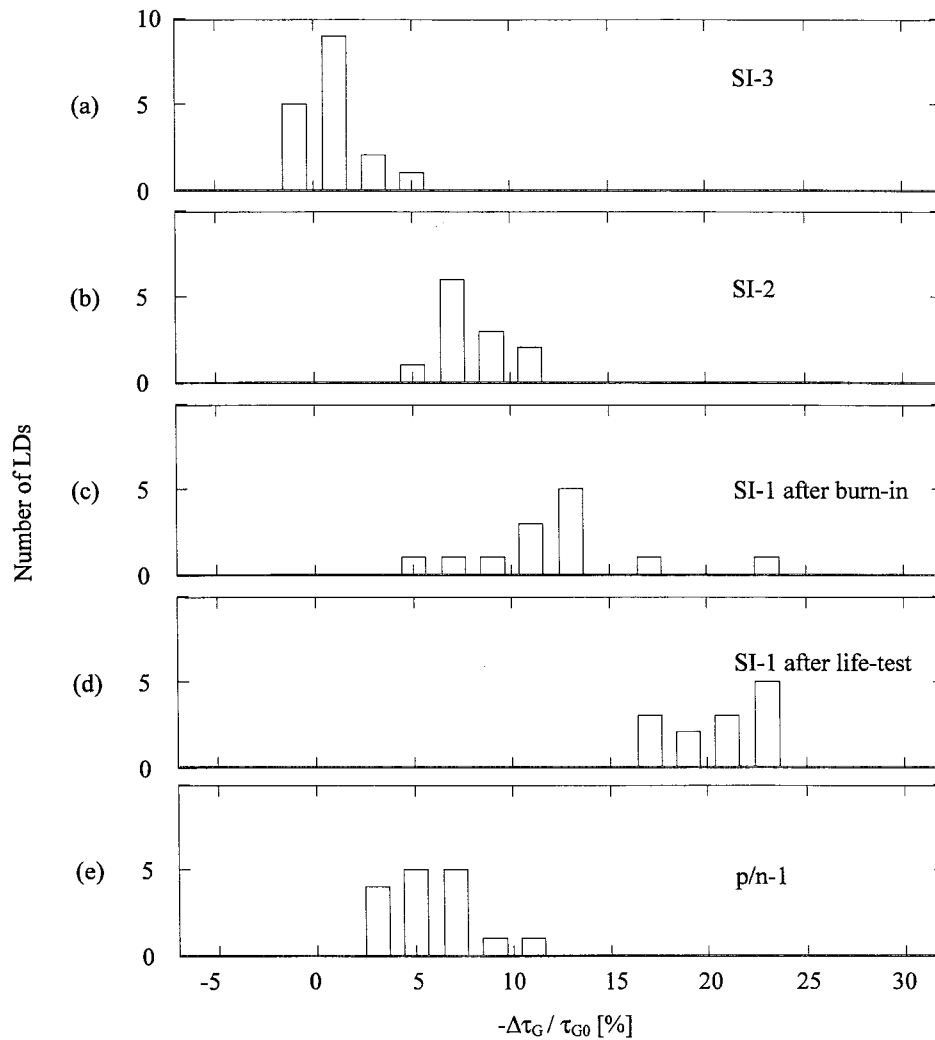 10
SI-3
(a)
5
0
SI-2
(b)
5
0
Number of LDs
SI-1 after burn-in
(c)
5
0
SI-1 after life-test
(d)
5
0
p/n-1
(e)
5
0
-5 0 5 10 15 20 25 30
-Δτ_G / τ_G0 [%]